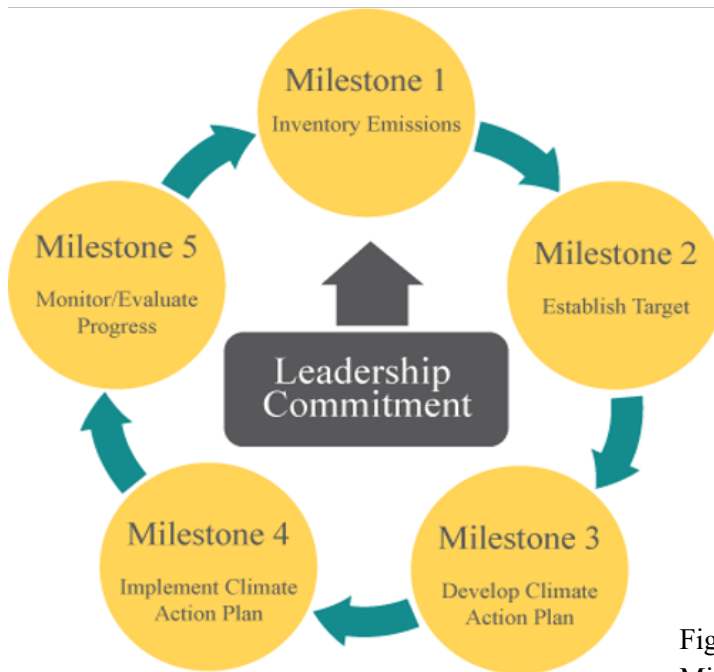 Milestone 1
Inventory Emissions
Milestone 2
Establish Target
Milestone 3
Develop Climate
Action Plan
Milestone 4
Implement Climate
Action Plan
Milestone 5
Monitor/Evaluate
Progress
Leadership
Commitment
Fig